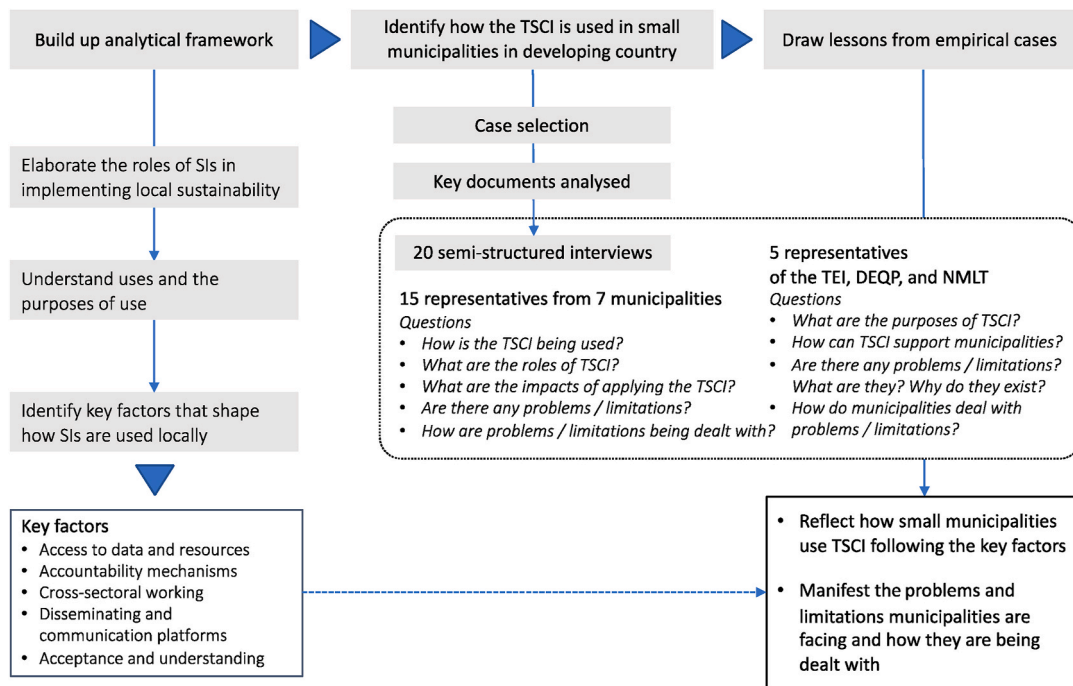 Build up analytical framework
Identify how the TSCI is used in small
municipalities in developing country
Draw lessons from empirical cases
Elaborate the roles of SIs in
implementing local sustainability
Understand uses and the
purposes of use
Identify key factors that shape
how SIs are used locally
Key factors
• Access to data and resources
• Accountability mechanisms
• Cross-sectoral working
• Disseminating and
communication platforms
• Acceptance and understanding
Case selection
Key documents analysed
20 semi-structured interviews
15 representatives from 7 municipalities
Questions
• How is the TSCI being used?
• What are the roles of TSCI?
• What are the impacts of applying the TSCI?
• Are there any problems / limitations?
• How are problems / limitations being dealt with?
5 representatives
of the TEI, DEQP, and NMLT
Questions
• What are the purposes of TSCI?
• How can TSCI support municipalities?
• Are there any problems / limitations?
What are they? Why do they exist?
• How do municipalities deal with
problems / limitations?
• Reflect how small municipalities
use TSCI following the key factors
• Manifest the problems and
limitations municipalities are
facing and how they are being
dealt with